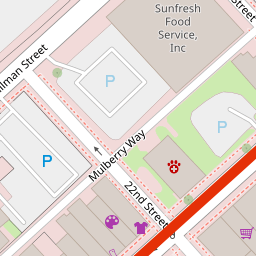 Sunfresh
Food
Service,
Inc
lman Street
P
P
P
Mulberry Way
22nd Street